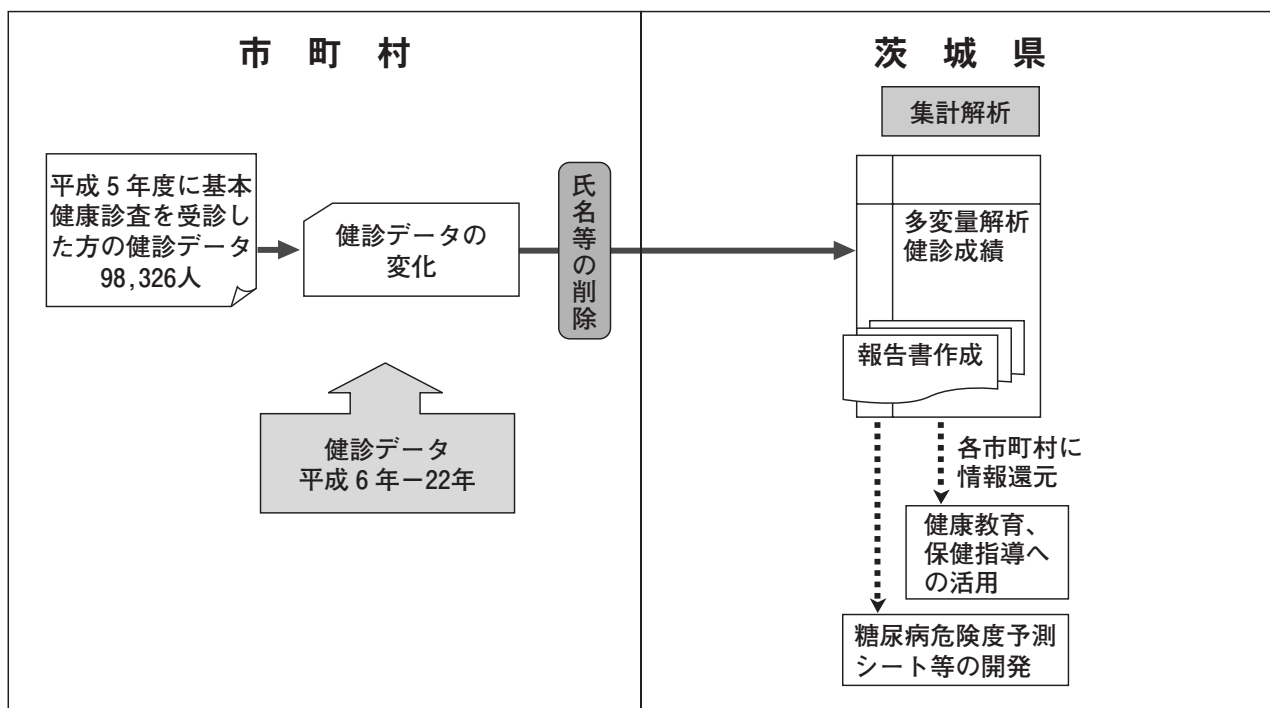 市 町 村
平成 5 年度に基本
健康診査を受診し
た方の健診データ
98,326人
健診データの
変化
氏名等の削除
健診データ
平成 6 年－22年
茨 城 県
集計解析
多変量解析
健診成績
報告書作成
各市町村に
情報還元
健康教育、
保健指導へ
の活用
糖尿病危険度予測
シート等の開発